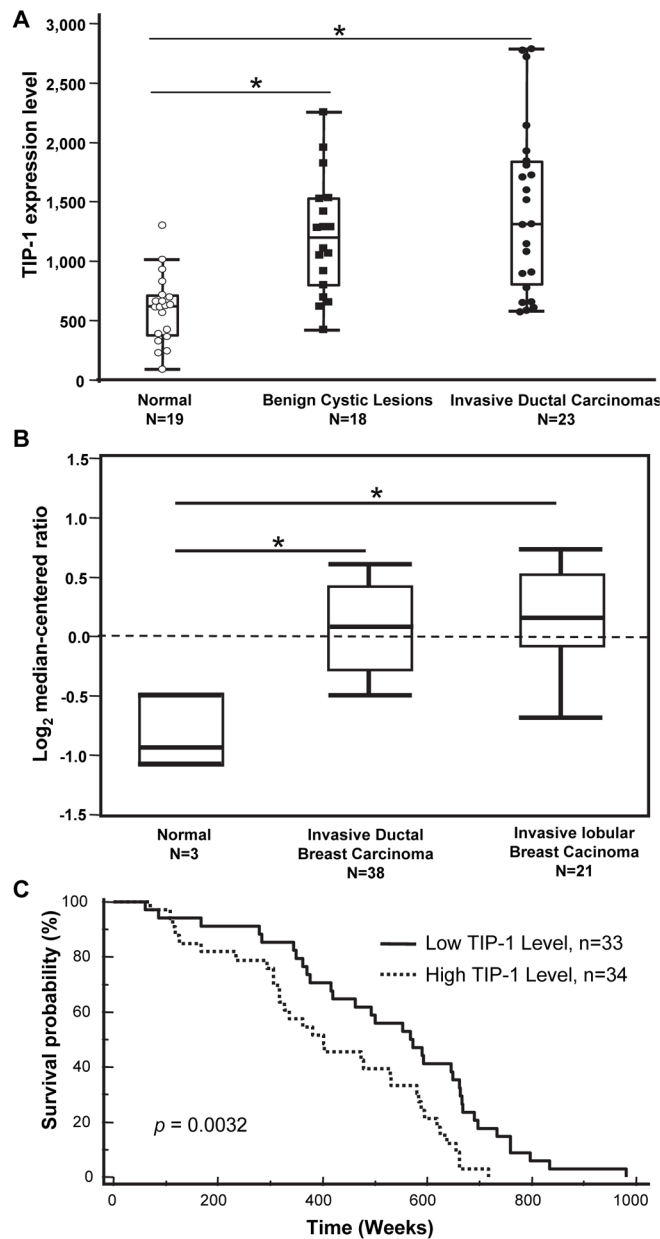 A
TIP-1 expression level
3,000
2,500
2,000
1,500
1,000
500
0
*
*
Normal
N=19
Benign Cystic Lesions
N=18
Invasive Ductal Carcinomas
N=23
B
Log2 median-centered ratio
1.5
1.0
0.5
0.0
-0.5
-1.0
-1.5
*
*
Normal
N=3
Invasive Ductal
Breast Carcinoma
N=38
Invasive lobular
Breast Cacinoma
N=21
C
Survival probability (%)
100
80
60
40
20
0
Low TIP-1 Level, n=33
High TIP-1 Level, n=34
p = 0.0032
0
200
400
600
800
1000
Time (Weeks)